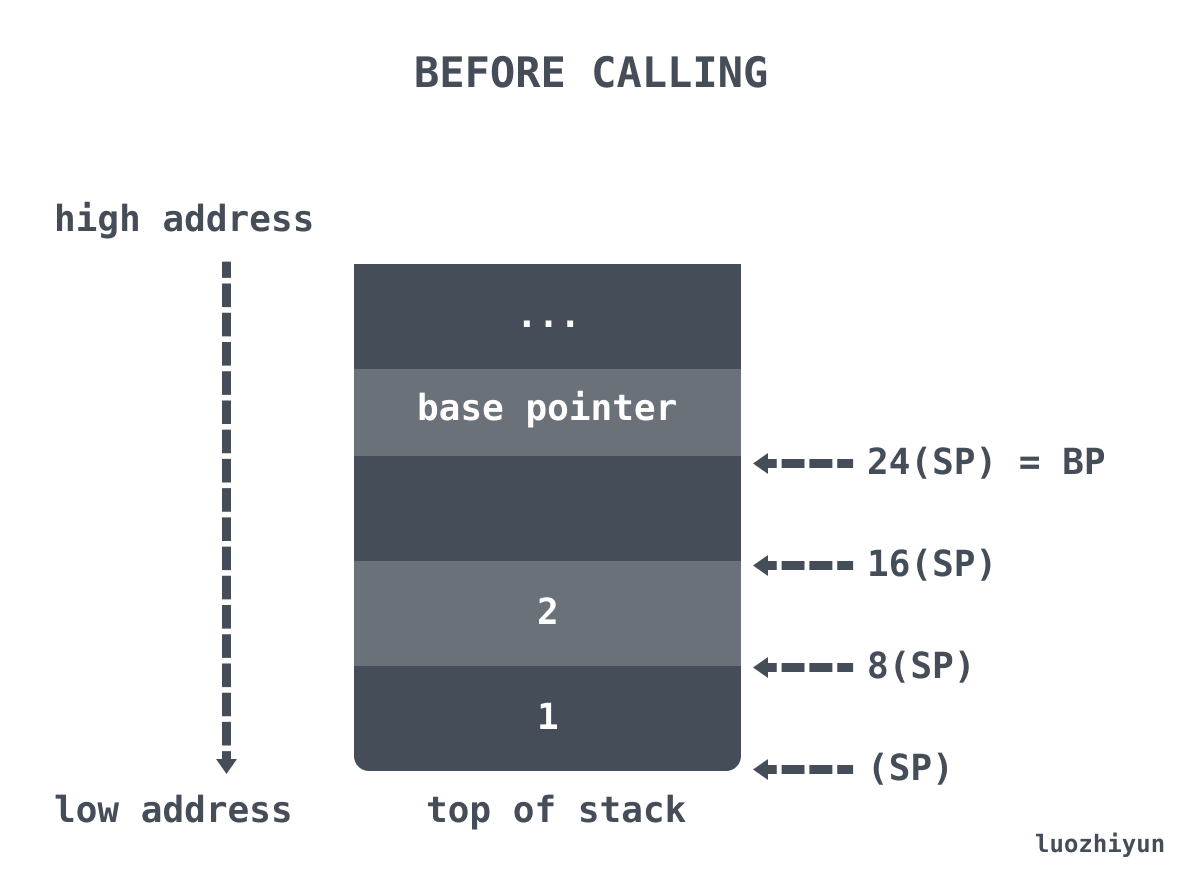 BEFORE CALLING
high address
...
base pointer
24(SP) = BP
16(SP)
2
8(SP)
1
(SP)
low address
top of stack
luozhiyun